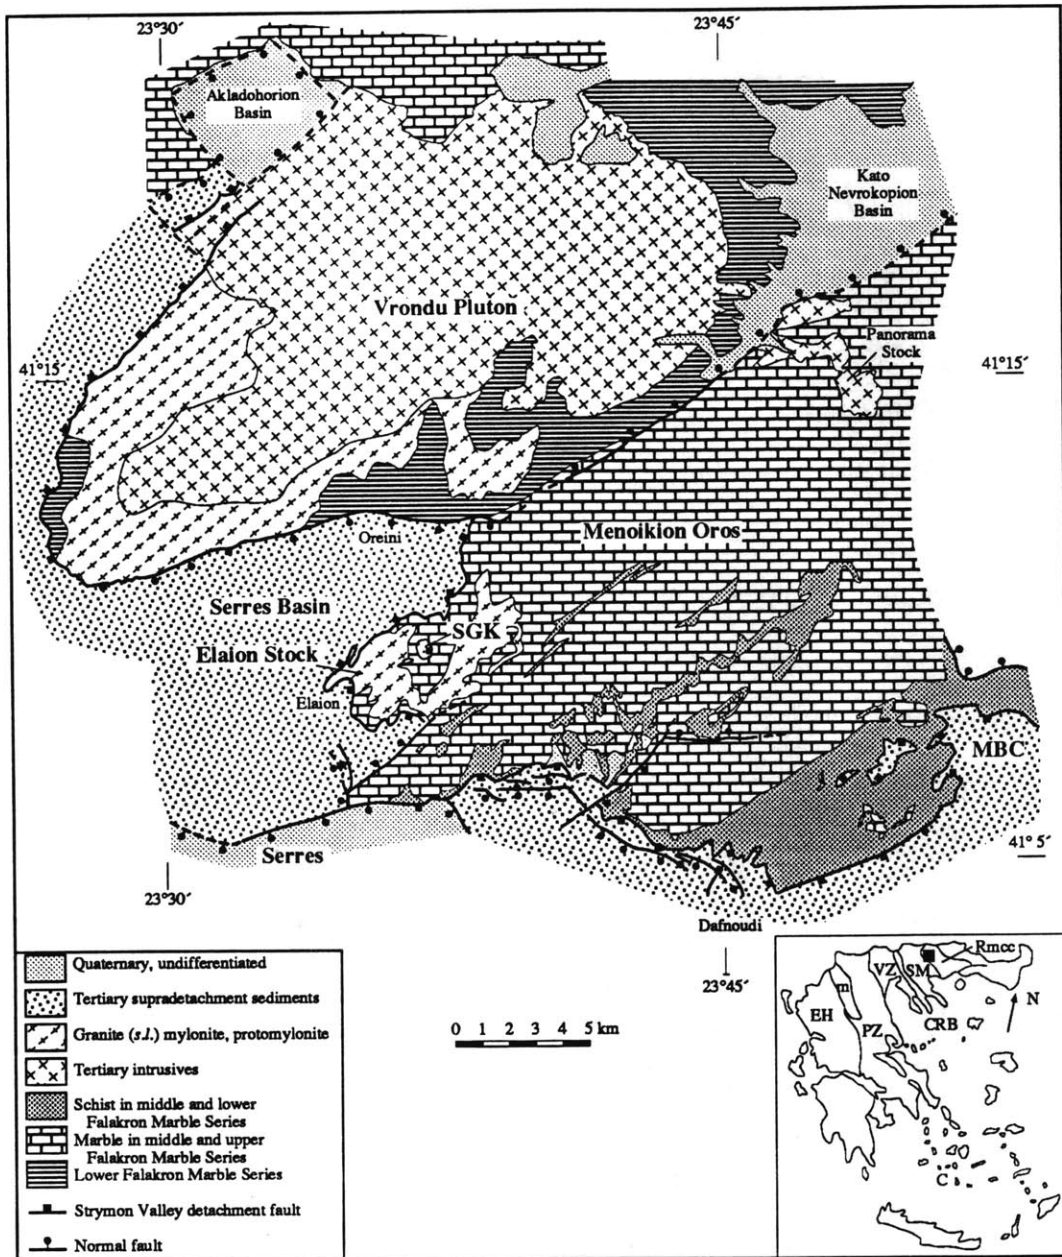 23°30′
23°45′
Akladohorion
Basin
Kato
Nevrokopion
Basin
Vrondu Pluton
Panorama
Stock
41°15′
41°15′
Menoikion Oros
Oreini
Serres Basin
SGK
Elaion Stock
Elaion
MBC
Serres
41° 5′
23°30′
Dafnoudi
23°45′
Quaternary, undifferentiated
Tertiary supradetachment sediments
Granite (s.l.) mylonite, protomylonite
Tertiary intrusives
Schist in middle and lower
Falakron Marble Series
Marble in middle and upper
Falakron Marble Series
Lower Falakron Marble Series
Strymon Valley detachment fault
Normal fault
0 1 2 3 4 5 km
Rmcc
VZ
SM
m
N
EH
PZ
CRB
C